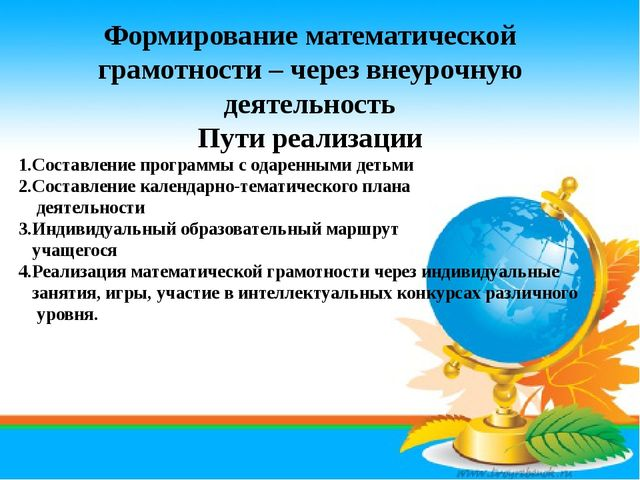 Формирование математической
грамотности – через внеурочную
деятельность
Пути реализации
1.Составление программы с одаренными детьми
2.Составление календарно-тематического плана
деятельности
3.Индивидуальный образовательный маршрут
учащегося
4.Реализация математической грамотности через индивидуальные
занятия, игры, участие в интеллектуальных конкурсах различного
уровня.